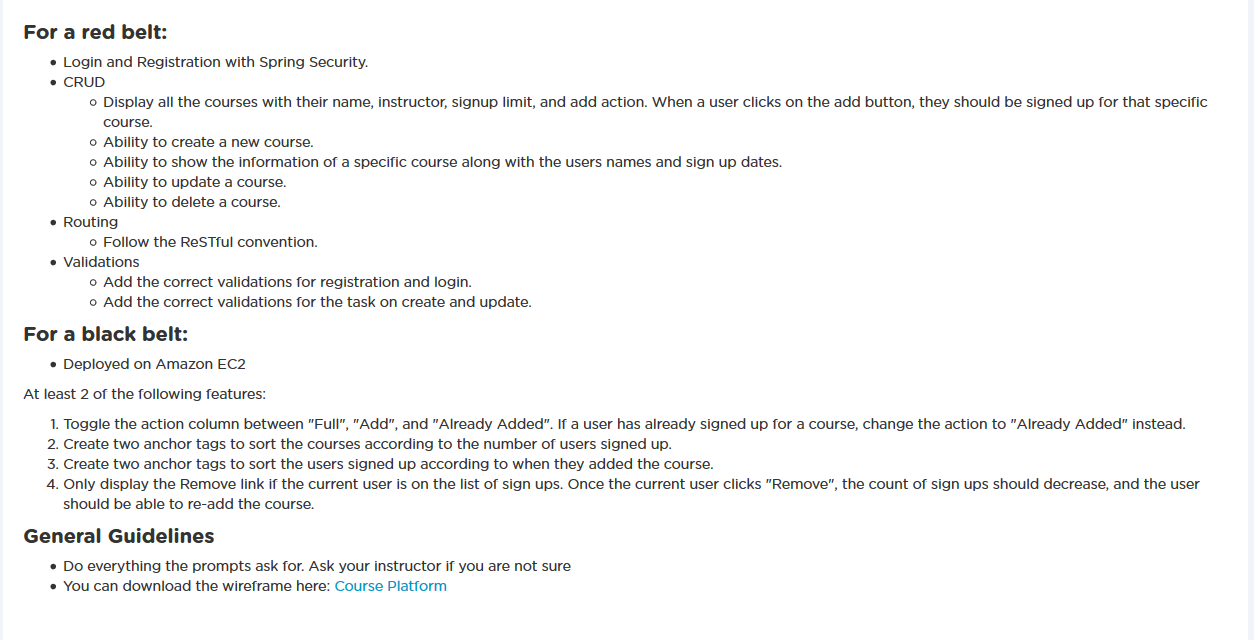 For a red belt:
• Login and Registration with Spring Security.
• CRUD
○ Display all the courses with their name, instructor, signup limit, and add action. When a user clicks on the add button, they should be signed up for that specific
course.
○ Ability to create a new course.
○ Ability to show the information of a specific course along with the users names and sign up dates.
○ Ability to update a course.
○ Ability to delete a course.
• Routing
○ Follow the ReSTful convention.
• Validations
○ Add the correct validations for registration and login.
○ Add the correct validations for the task on create and update.
For a black belt:
• Deployed on Amazon EC2
At least 2 of the following features:
1. Toggle the action column between "Full", "Add", and "Already Added". If a user has already signed up for a course, change the action to "Already Added" instead.
2. Create two anchor tags to sort the courses according to the number of users signed up.
3. Create two anchor tags to sort the users signed up according to when they added the course.
4. Only display the Remove link if the current user is on the list of sign ups. Once the current user clicks "Remove", the count of sign ups should decrease, and the user
should be able to re-add the course.
General Guidelines
• Do everything the prompts ask for. Ask your instructor if you are not sure
• You can download the wireframe here: Course Platform